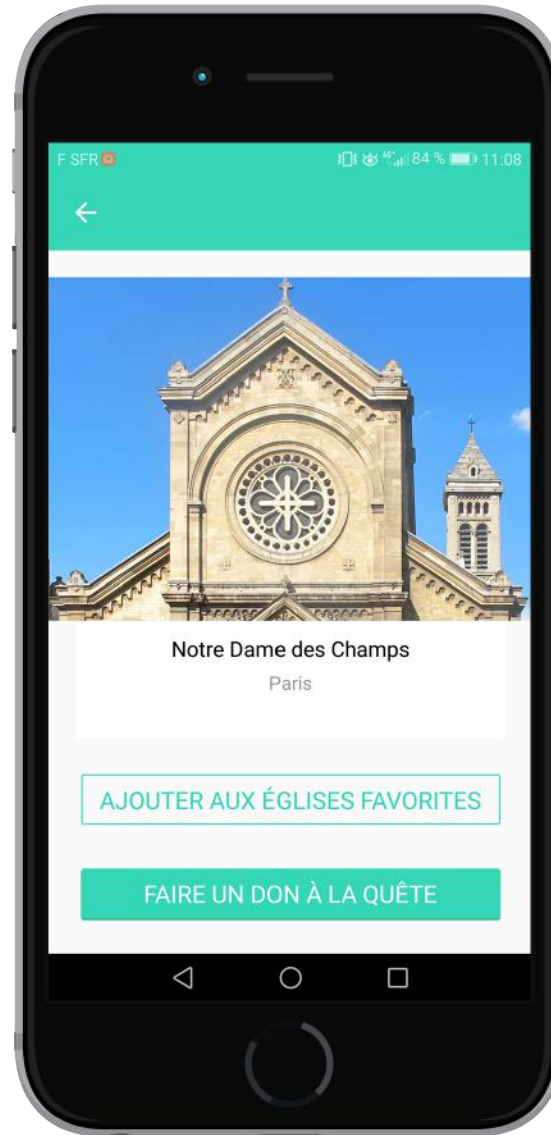 F SFR 84 % 11:08
Notre Dame des Champs
Paris
AJOUTER AUX ÉGLISES FAVORITES
FAIRE UN DON À LA QUÊTE